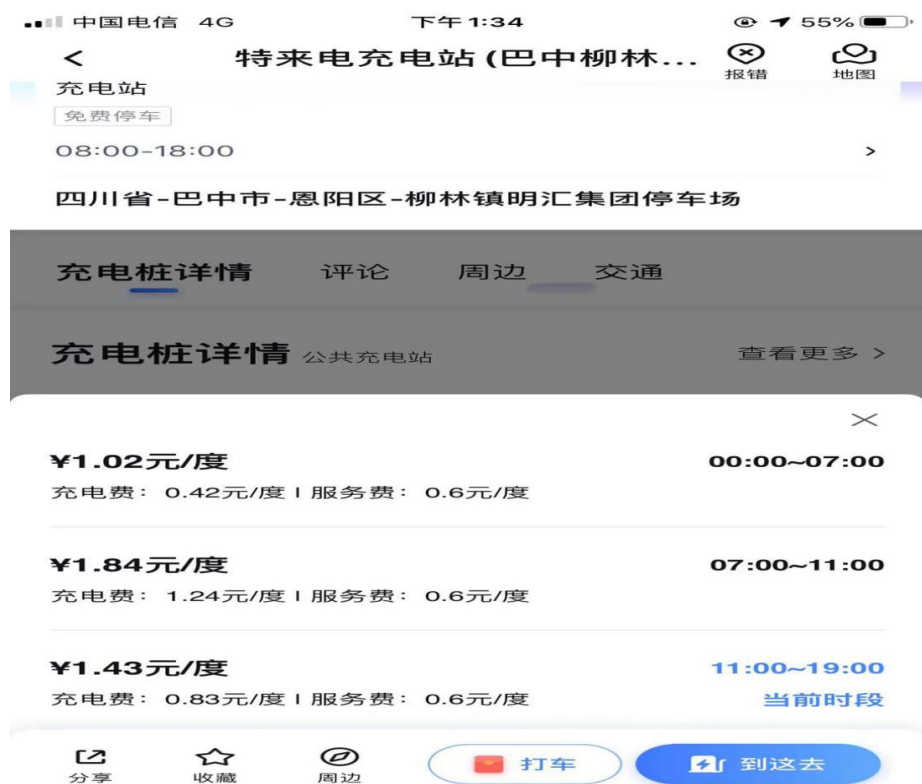 中国电信 4G 下午1:34 55%
< 特来电充电站(巴中柳林... 报错 地图
充电站
免费停车
08:00-18:00 >
四川省-巴中市-恩阳区-柳林镇明汇集团停车场
充电桩详情 评论 周边 交通
充电桩详情 公共充电站 查看更多 >
¥1.02元/度 00:00~07:00
充电费: 0.42元/度 | 服务费: 0.6元/度
¥1.84元/度 07:00~11:00
充电费: 1.24元/度 | 服务费: 0.6元/度
¥1.43元/度 11:00~19:00
充电费: 0.83元/度 | 服务费: 0.6元/度 当前时段
分享 收藏 周边 打车 到这去